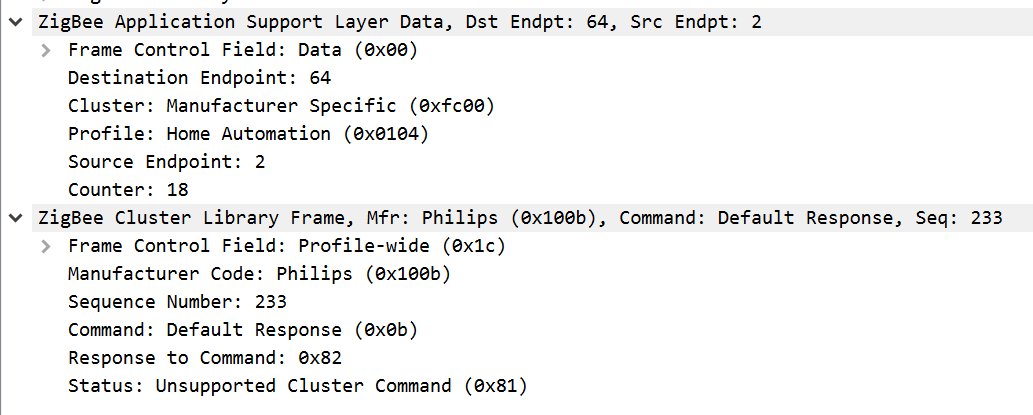 ZigBee Application Support Layer Data, Dst Endpt: 64, Src Endpt: 2
Frame Control Field: Data (0x00)
Destination Endpoint: 64
Cluster: Manufacturer Specific (0xfc00)
Profile: Home Automation (0x0104)
Source Endpoint: 2
Counter: 18
ZigBee Cluster Library Frame, Mfr: Philips (0x100b), Command: Default Response, Seq: 233
Frame Control Field: Profile-wide (0x1c)
Manufacturer Code: Philips (0x100b)
Sequence Number: 233
Command: Default Response (0x0b)
Response to Command: 0x82
Status: Unsupported Cluster Command (0x81)